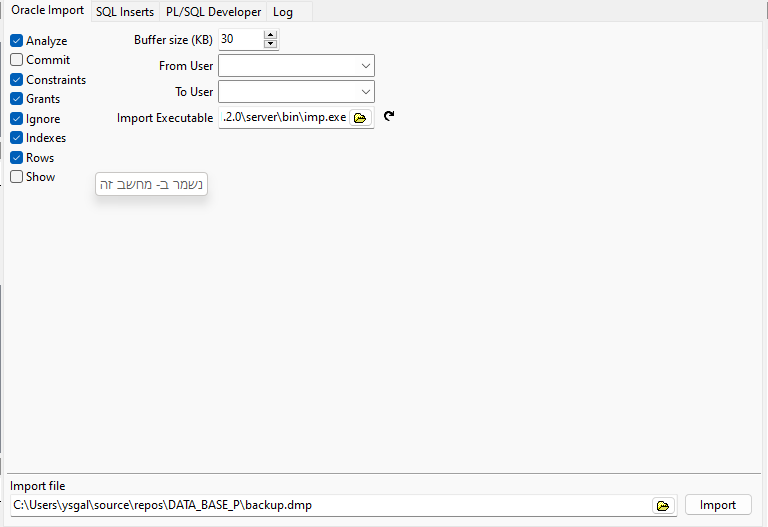 Oracle Import SQL Inserts PL/SQL Developer Log
Analyze Buffer size (KB) 30
Commit From User
Constraints
Grants To User
Ignore Import Executable .2.0\server\bin\imp.exe
Indexes
Rows
Show
נשמר ב- מחשב זה
Import file
C:\Users\ysgal\source\repos\DATA_BASE_P\backup.dmp Import